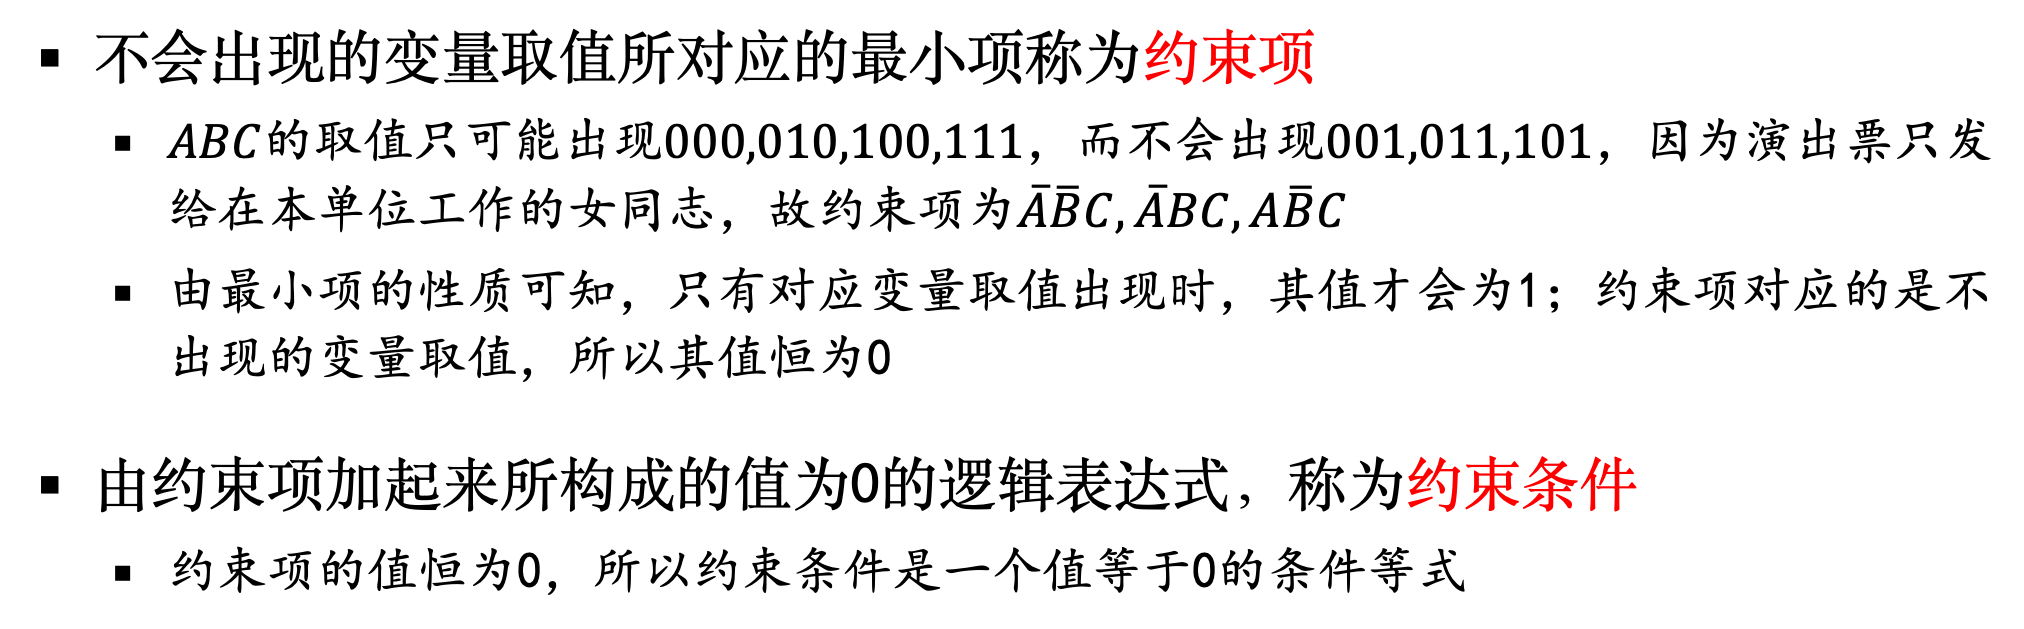 ▪ 不会出现的变量取值所对应的最小项称为约束项
▪ ABC的取值只可能出现000,010,100,111，而不会出现001,011,101，因为演出票只发
给在本单位工作的女同志，故约束项为A̅B̅C,A̅BC,AB̅C
▪ 由最小项的性质可知，只有对应变量取值出现时，其值才会为1；约束项对应的是不
出现的变量取值，所以其值恒为0
▪ 由约束项加起来所构成的值为0的逻辑表达式，称为约束条件
▪ 约束项的值恒为0，所以约束条件是一个值等于0的条件等式